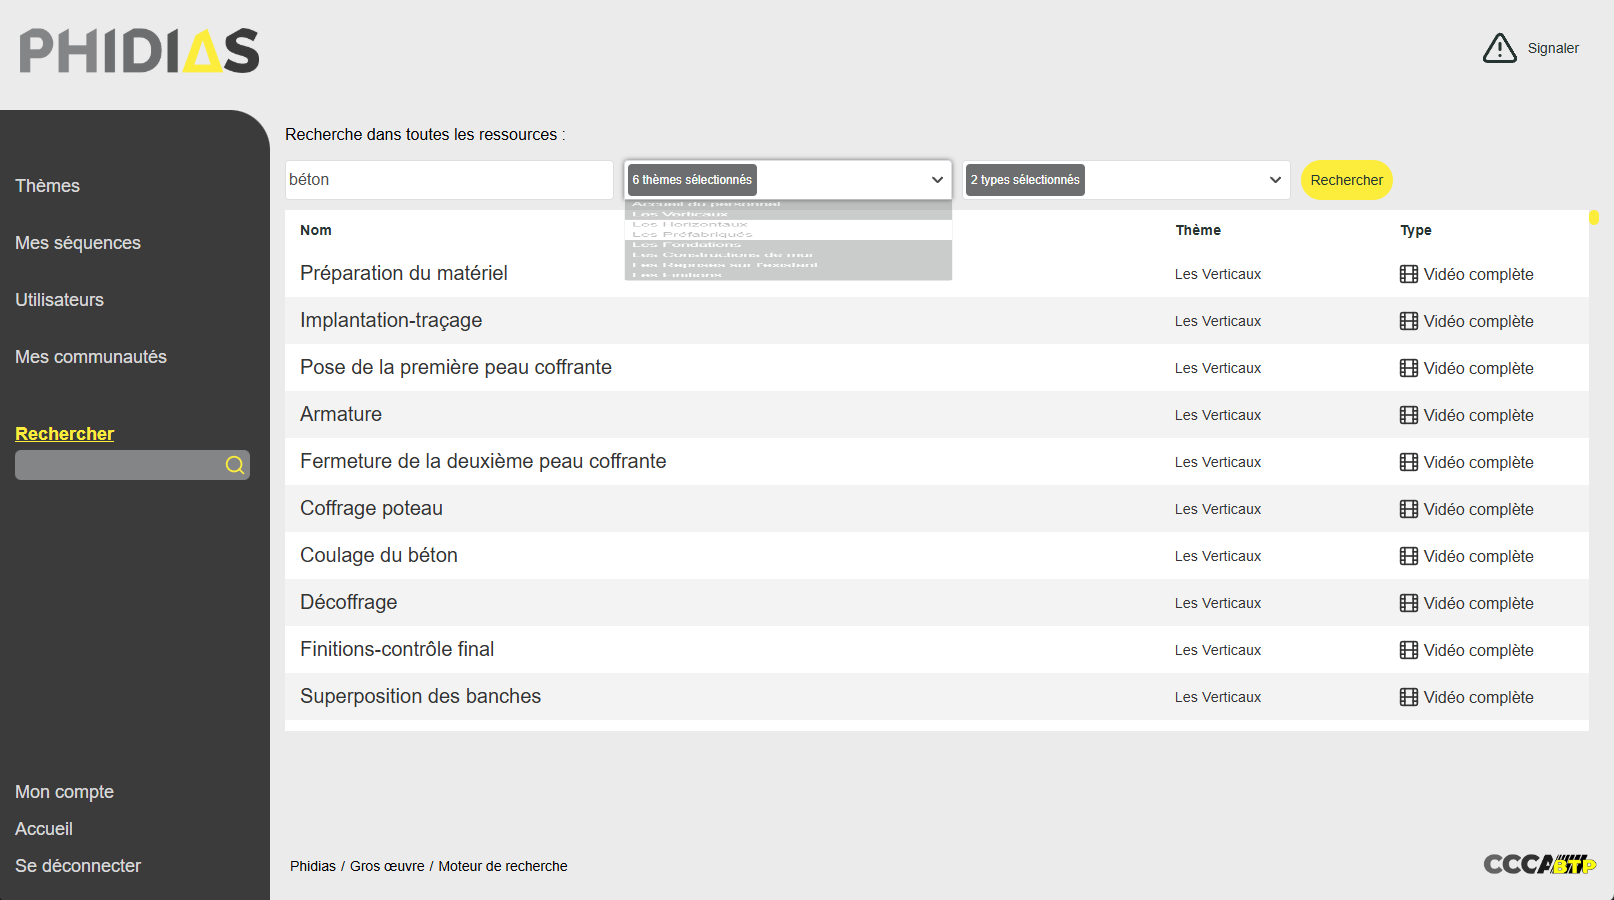 PHIDIAS
Signaler
Thèmes
Mes séquences
Utilisateurs
Mes communautés
Rechercher
Mon compte
Accueil
Se déconnecter
Recherche dans toutes les ressources :
béton
6 thèmes sélectionnés
2 types sélectionnés
Rechercher
Accueil du personnel
Les Verticaux
Les Horizontaux
Les Préfabriqués
Les Fondations
Les Constructions de mur
Les Reprises sur l'existant
Les Finitions
Nom Thème Type
Préparation du matériel Les Verticaux Vidéo complète
Implantation-traçage Les Verticaux Vidéo complète
Pose de la première peau coffrante Les Verticaux Vidéo complète
Armature Les Verticaux Vidéo complète
Fermeture de la deuxième peau coffrante Les Verticaux Vidéo complète
Coffrage poteau Les Verticaux Vidéo complète
Coulage du béton Les Verticaux Vidéo complète
Décoffrage Les Verticaux Vidéo complète
Finitions-contrôle final Les Verticaux Vidéo complète
Superposition des banches Les Verticaux Vidéo complète
Phidias / Gros œuvre / Moteur de recherche
CCCA BTP